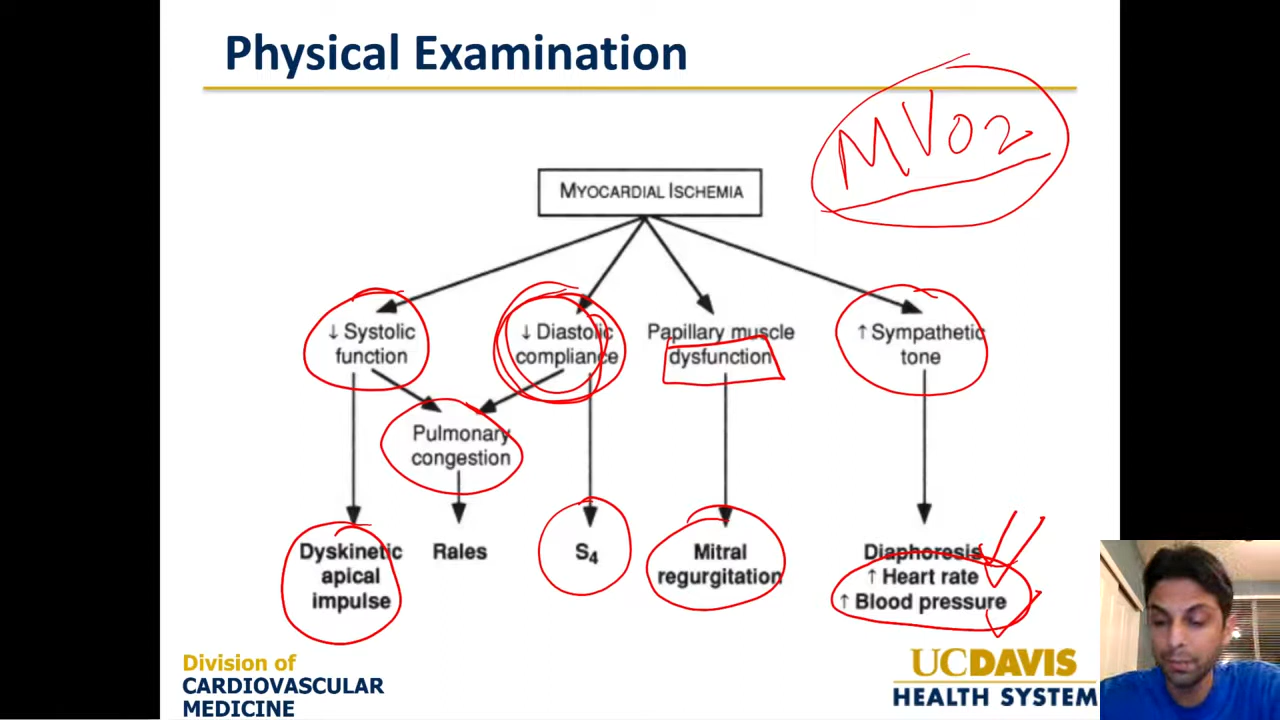 Physical Examination
MVO2
MYOCARDIAL ISCHEMIA
↓ Systolic
function
↓ Diastolic
compliance
Papillary muscle
dysfunction
↑ Sympathetic
tone
Pulmonary
congestion
Dyskinetic
apical
impulse
Rales
S4
Mitral
regurgitation
Diaphoresis
↑ Heart rate
↑ Blood pressure
Division of
CARDIOVASCULAR
MEDICINE
UCDAVIS
HEALTH SYSTEM